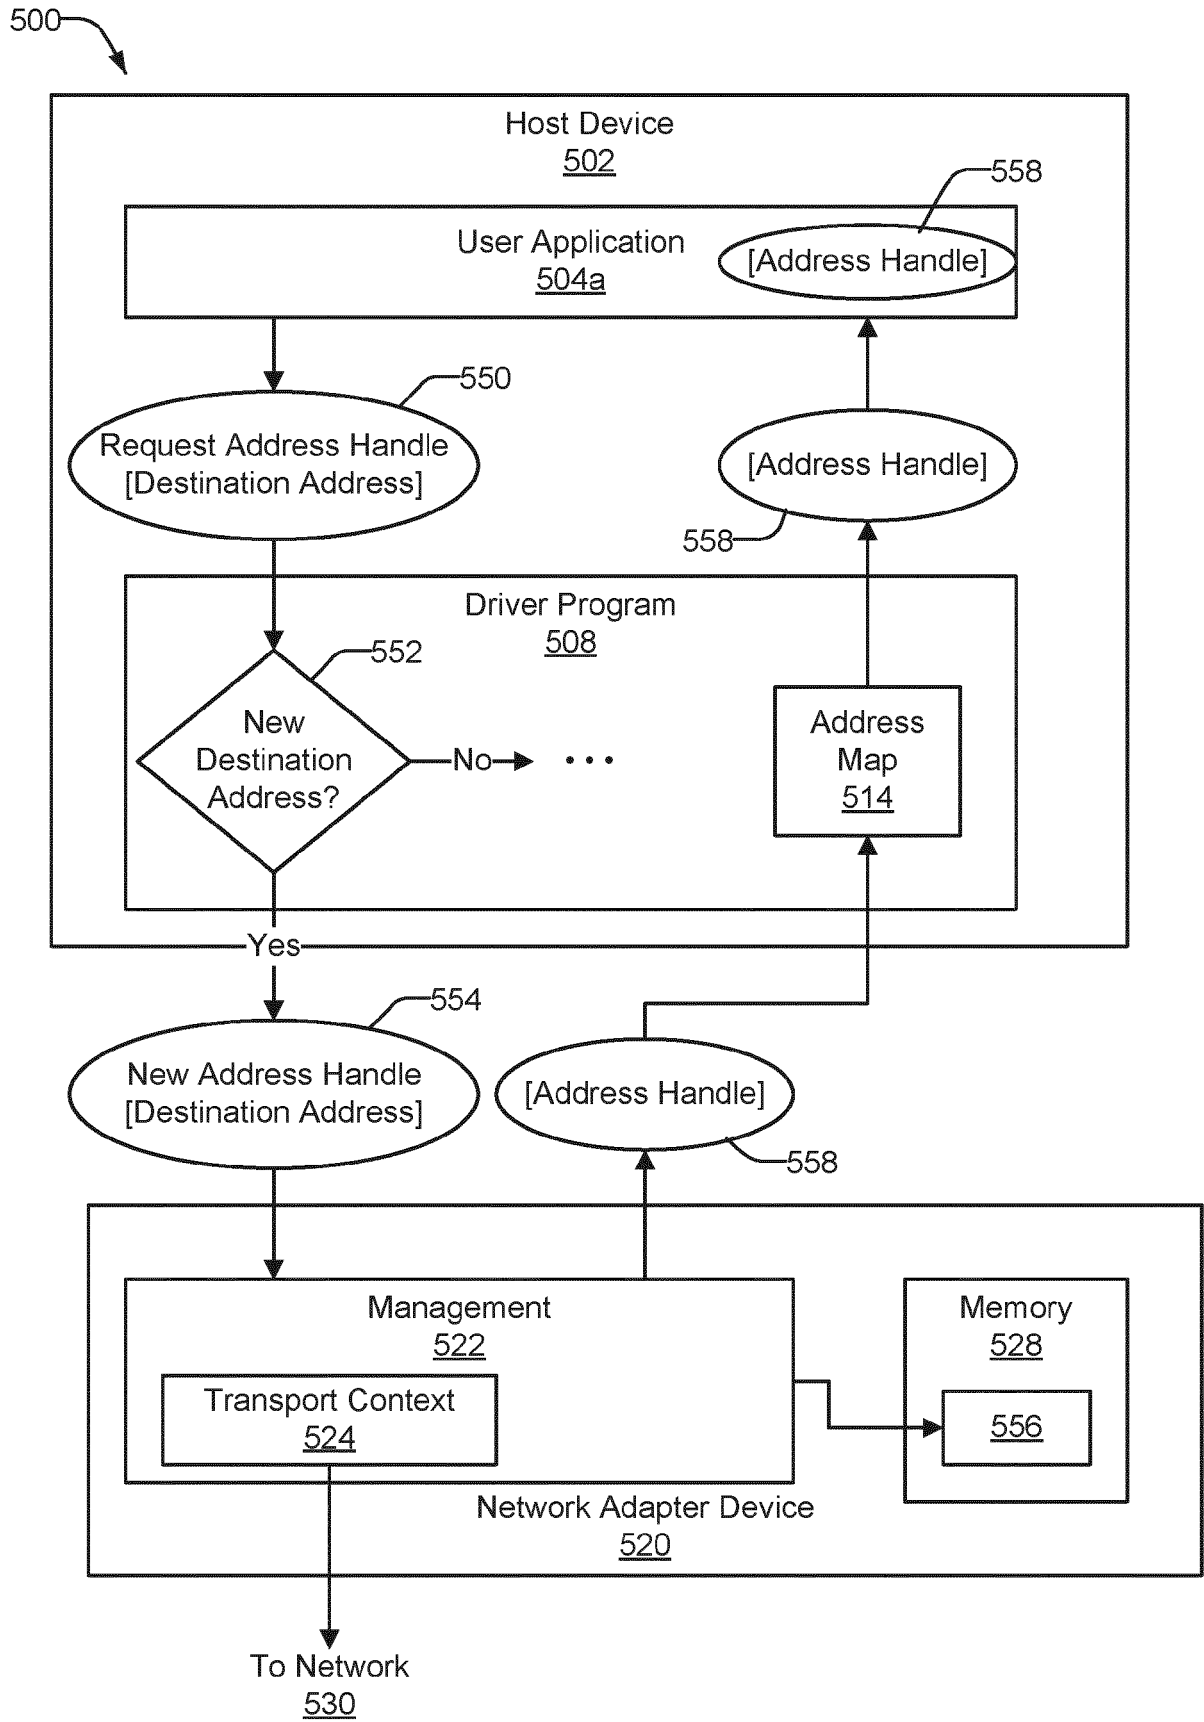 500
Host Device
502
558
User Application
504a
[Address Handle]
550
Request Address Handle
[Destination Address]
[Address Handle]
558
Driver Program
508
552
New
Destination
Address?
No
...
Address
Map
514
Yes
554
New Address Handle
[Destination Address]
[Address Handle]
558
Management
522
Transport Context
524
Memory
528
556
Network Adapter Device
520
To Network
530